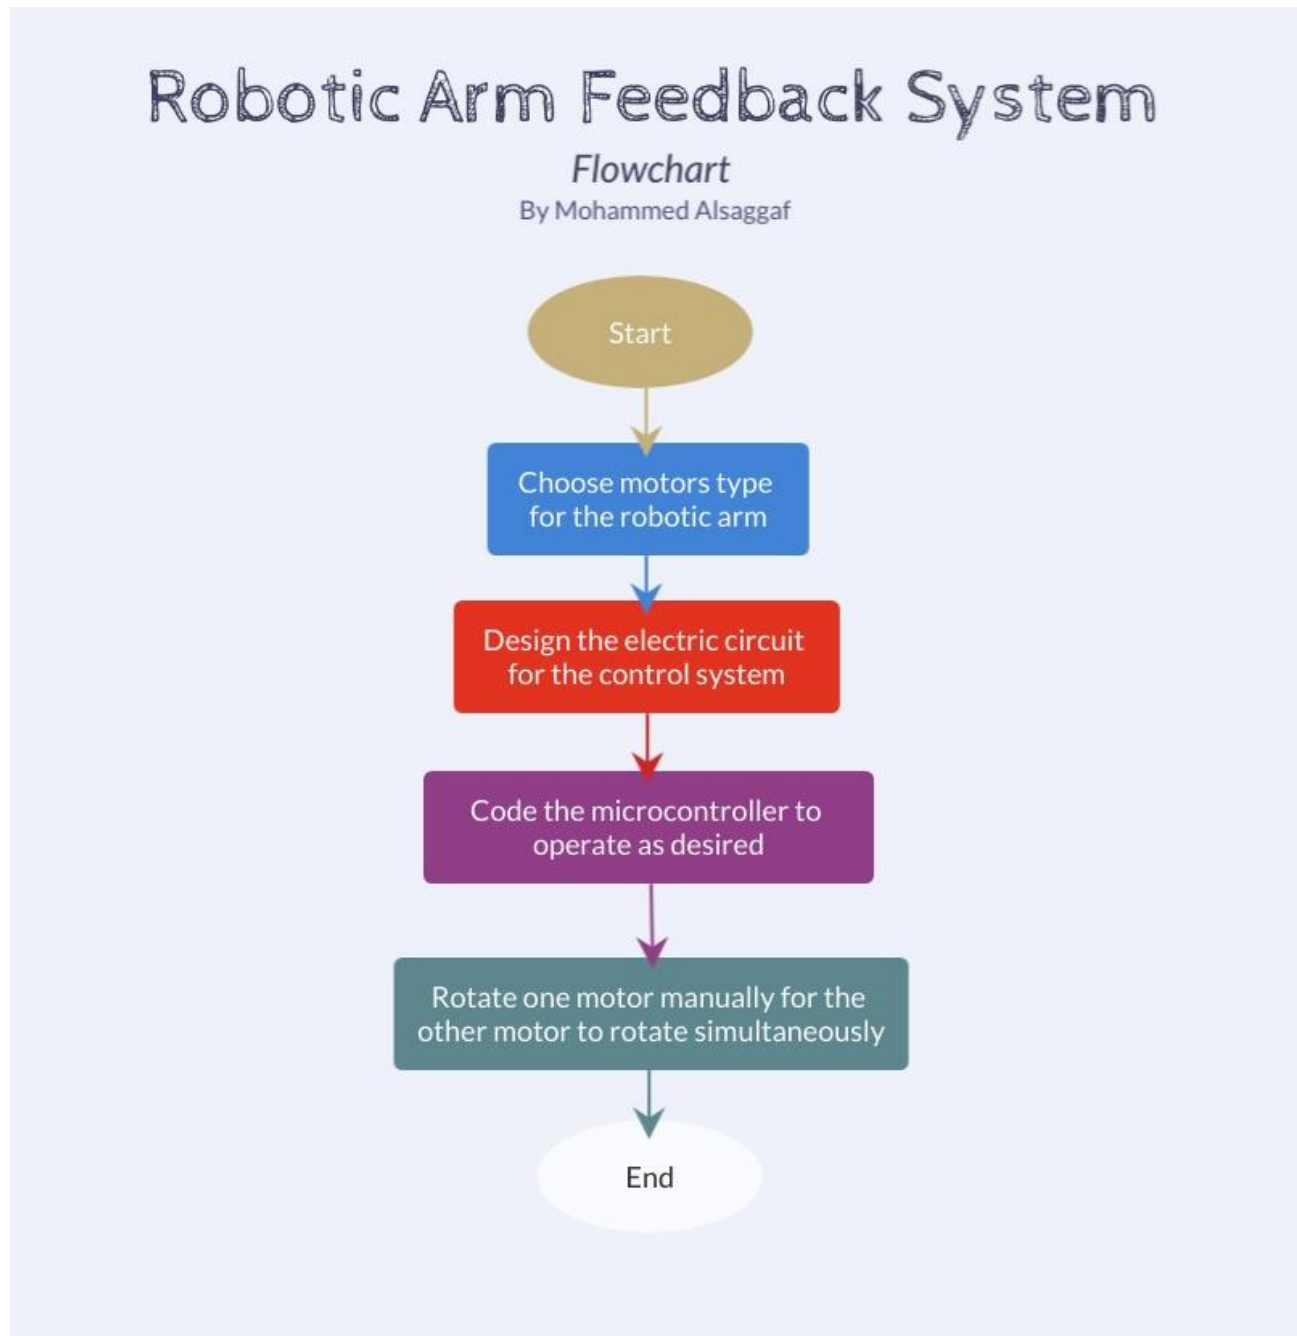 Robotic Arm Feedback System
Flowchart
By Mohammed Alsaggaf
Start
Choose motors type
for the robotic arm
Design the electric circuit
for the control system
Code the microcontroller to
operate as desired
Rotate one motor manually for the
other motor to rotate simultaneously
End